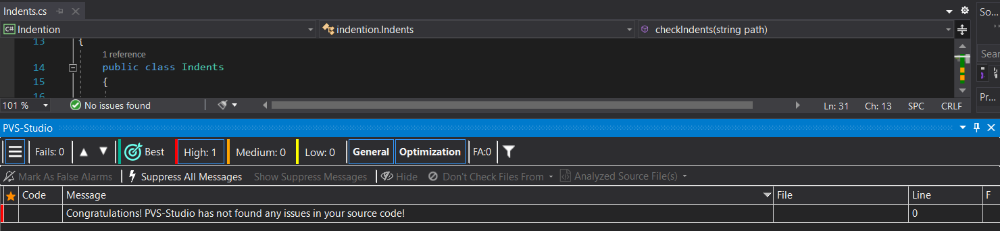 Indents.cs
So...
C# Indention
indention.Indents
checkIndents(string path)
13 {
Sear
1 reference
14 public class Indents
15 {
16
Pr...
101 %
No issues found
Ln: 31 Ch: 13 SPC CRLF
PVS-Studio
Fails: 0
Best
High: 1
Medium: 0
Low: 0
General
Optimization
FA:0
Mark As False Alarms
Suppress All Messages
Show Suppress Messages
Hide
Don't Check Files From
Analyzed Source File(s)
Code Message File Line F
Congratulations! PVS-Studio has not found any issues in your source code! 0